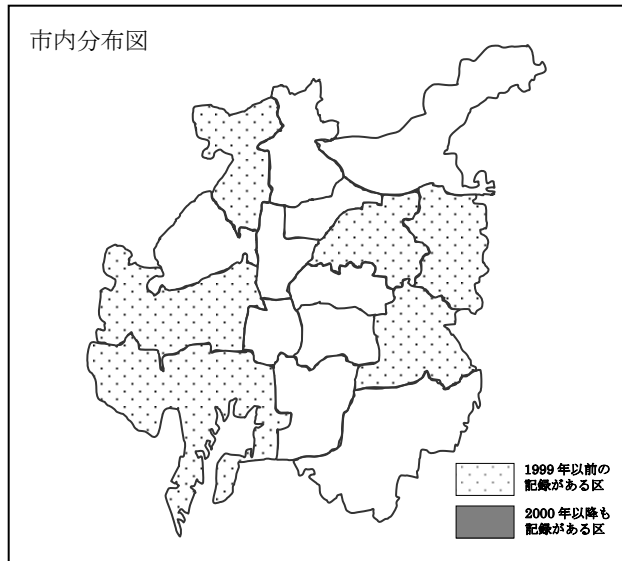 市内分布図
1999 年以前の
記録がある区
2000 年以降も
記録がある区